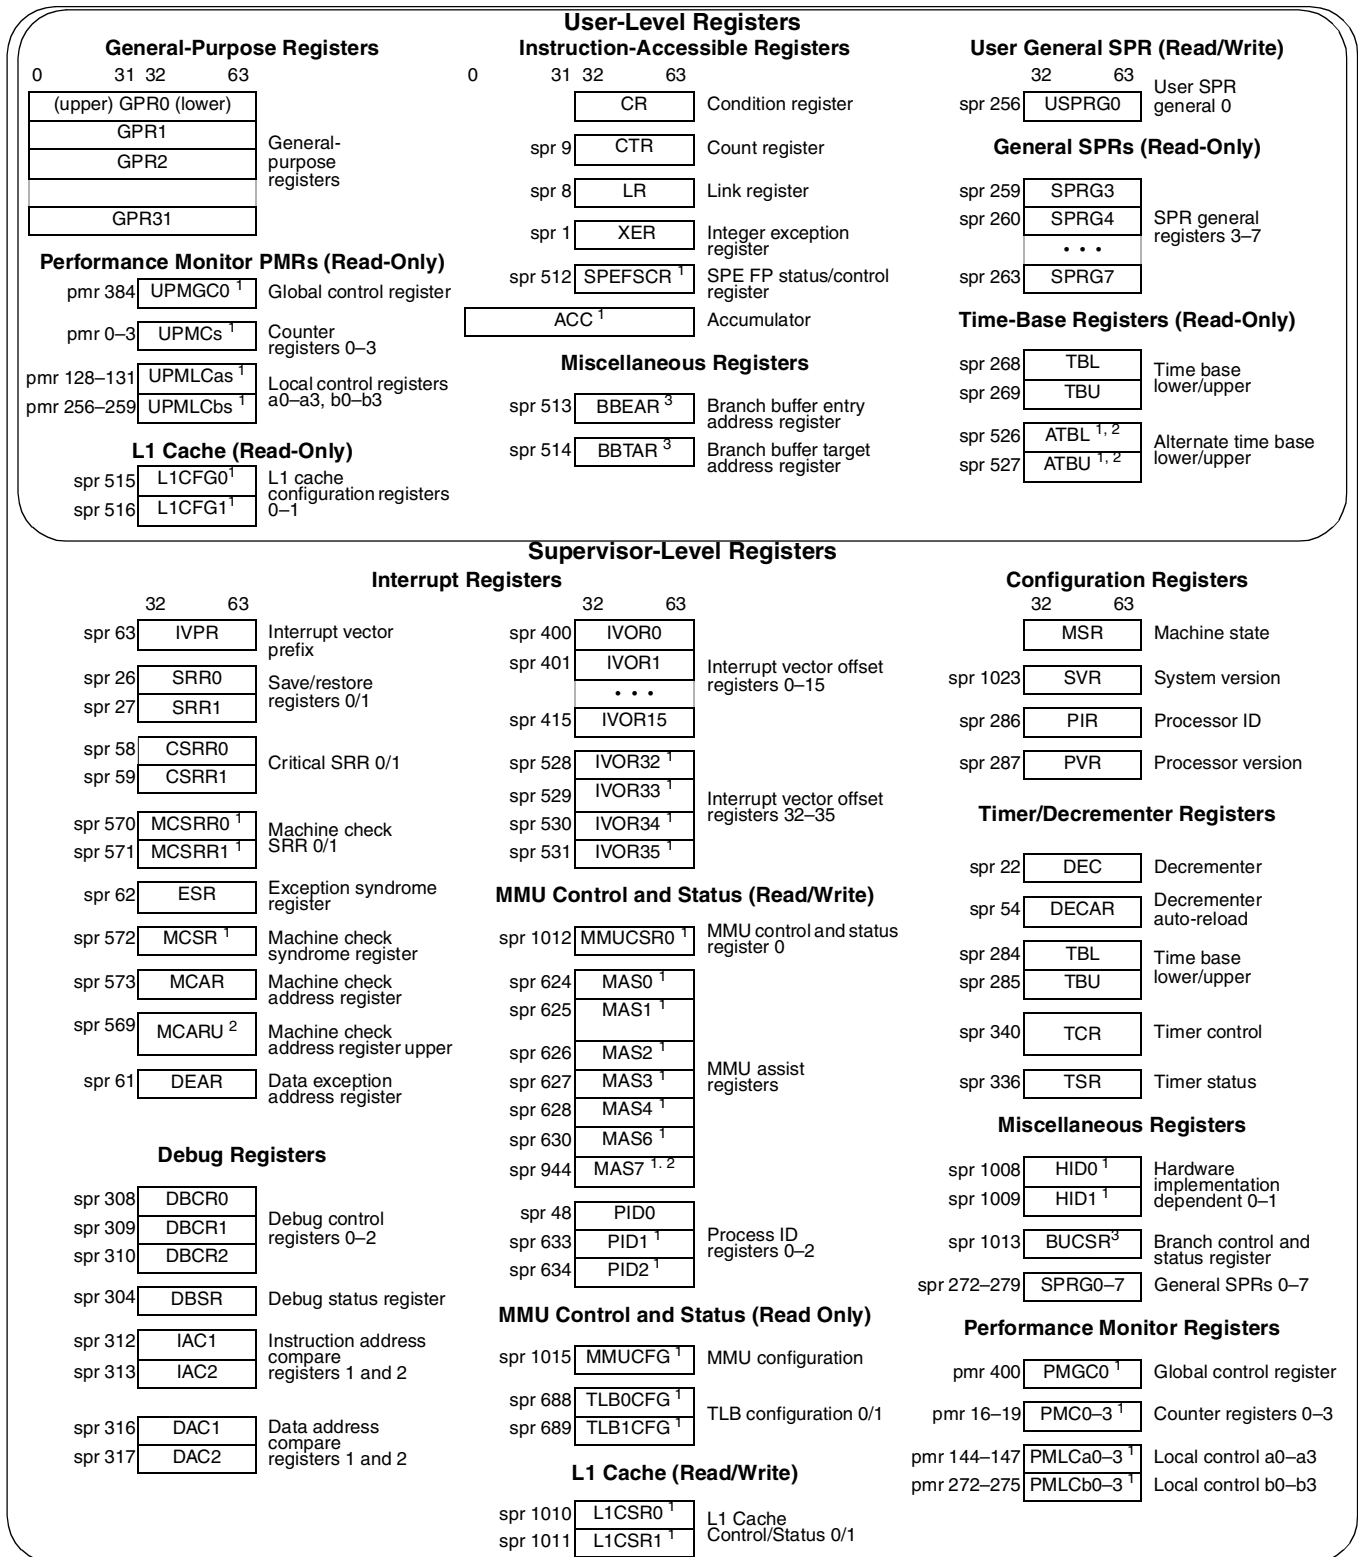 User-Level Registers
General-Purpose Registers
0 31 32 63
(upper) GPR0 (lower)
GPR1
GPR2
GPR31
General-
purpose
registers
Performance Monitor PMRs (Read-Only)
pmr 384 UPMGC0 1 Global control register
pmr 0–3 UPMCs 1 Counter
registers 0–3
pmr 128–131 UPMLCas 1 Local control registers
pmr 256–259 UPMLCbs 1 a0–a3, b0–b3
L1 Cache (Read-Only)
spr 515 L1CFG0 1 L1 cache
configuration registers
spr 516 L1CFG1 1 0–1
Instruction-Accessible Registers
0 31 32 63
CR Condition register
spr 9 CTR Count register
spr 8 LR Link register
spr 1 XER Integer exception
register
spr 512 SPEFSCR 1 SPE FP status/control
register
ACC 1 Accumulator
Miscellaneous Registers
spr 513 BBEAR 3 Branch buffer entry
address register
spr 514 BBTAR 3 Branch buffer target
address register
User General SPR (Read/Write)
32 63
spr 256 USPRG0 User SPR
general 0
General SPRs (Read-Only)
spr 259 SPRG3
spr 260 SPRG4 SPR general
registers 3–7
• • •
spr 263 SPRG7
Time-Base Registers (Read-Only)
spr 268 TBL Time base
spr 269 TBU lower/upper
spr 526 ATBL 1, 2 Alternate time base
spr 527 ATBU 1, 2 lower/upper
Supervisor-Level Registers
Interrupt Registers
32 63
spr 63 IVPR Interrupt vector
prefix
spr 26 SRR0 Save/restore
spr 27 SRR1 registers 0/1
spr 58 CSRR0
Critical SRR 0/1
spr 59 CSRR1
spr 570 MCSRR0 1 Machine check
spr 571 MCSRR1 1 SRR 0/1
spr 62 ESR Exception syndrome
register
spr 572 MCSR 1 Machine check
syndrome register
spr 573 MCAR Machine check
address register
spr 569 MCARU 2 Machine check
address register upper
spr 61 DEAR Data exception
address register
Debug Registers
spr 308 DBCR0
spr 309 DBCR1 Debug control
registers 0–2
spr 310 DBCR2
spr 304 DBSR Debug status register
spr 312 IAC1 Instruction address
compare
spr 313 IAC2 registers 1 and 2
spr 316 DAC1 Data address
compare
spr 317 DAC2 registers 1 and 2
32 63
spr 400 IVOR0
spr 401 IVOR1 Interrupt vector offset
registers 0–15
• • •
spr 415 IVOR15
spr 528 IVOR32 1
spr 529 IVOR33 1 Interrupt vector offset
registers 32–35
spr 530 IVOR34 1
spr 531 IVOR35 1
MMU Control and Status (Read/Write)
spr 1012 MMUCSR0 1 MMU control and status
register 0
spr 624 MAS0 1
spr 625 MAS1 1
spr 626 MAS2 1
spr 627 MAS3 1 MMU assist
registers
spr 628 MAS4 1
spr 630 MAS6 1
spr 944 MAS7 1. 2
spr 48 PID0
spr 633 PID1 1 Process ID
registers 0–2
spr 634 PID2 1
MMU Control and Status (Read Only)
spr 1015 MMUCFG 1 MMU configuration
spr 688 TLB0CFG 1
TLB configuration 0/1
spr 689 TLB1CFG 1
L1 Cache (Read/Write)
spr 1010 L1CSR0 1 L1 Cache
spr 1011 L1CSR1 1 Control/Status 0/1
Configuration Registers
32 63
MSR Machine state
spr 1023 SVR System version
spr 286 PIR Processor ID
spr 287 PVR Processor version
Timer/Decrementer Registers
spr 22 DEC Decrementer
spr 54 DECAR Decrementer
auto-reload
spr 284 TBL Time base
spr 285 TBU lower/upper
spr 340 TCR Timer control
spr 336 TSR Timer status
Miscellaneous Registers
spr 1008 HID0 1 Hardware
implementation
spr 1009 HID1 1 dependent 0–1
spr 1013 BUCSR 3 Branch control and
status register
spr 272–279 SPRG0–7 General SPRs 0–7
Performance Monitor Registers
pmr 400 PMGC0 1 Global control register
pmr 16–19 PMC0–3 1 Counter registers 0–3
pmr 144–147 PMLCa0–3 1 Local control a0–a3
pmr 272–275 PMLCb0–3 1 Local control b0–b3